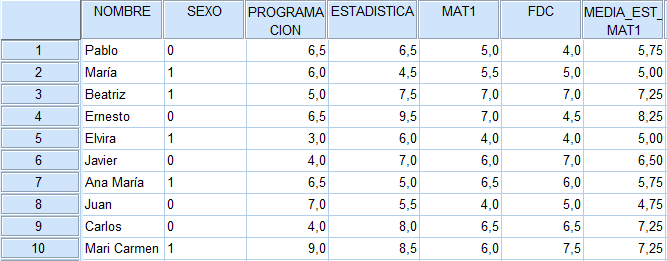 NOMBRE SEXO PROGRAMACION ESTADISTICA MAT1 FDC MEDIA_EST_MAT1
1 Pablo 0 6,5 6,5 5,0 4,0 5,75
2 María 1 6,0 4,5 5,5 5,0 5,00
3 Beatriz 1 5,0 7,5 7,0 7,0 7,25
4 Ernesto 0 6,5 9,5 7,0 4,5 8,25
5 Elvira 1 3,0 6,0 4,0 4,0 5,00
6 Javier 0 4,0 7,0 6,0 7,0 6,50
7 Ana María 1 6,5 5,0 6,5 6,0 5,75
8 Juan 0 7,0 5,5 4,0 5,0 4,75
9 Carlos 0 4,0 8,0 6,5 6,5 7,25
10 Mari Carmen 1 9,0 8,5 6,0 7,5 7,25